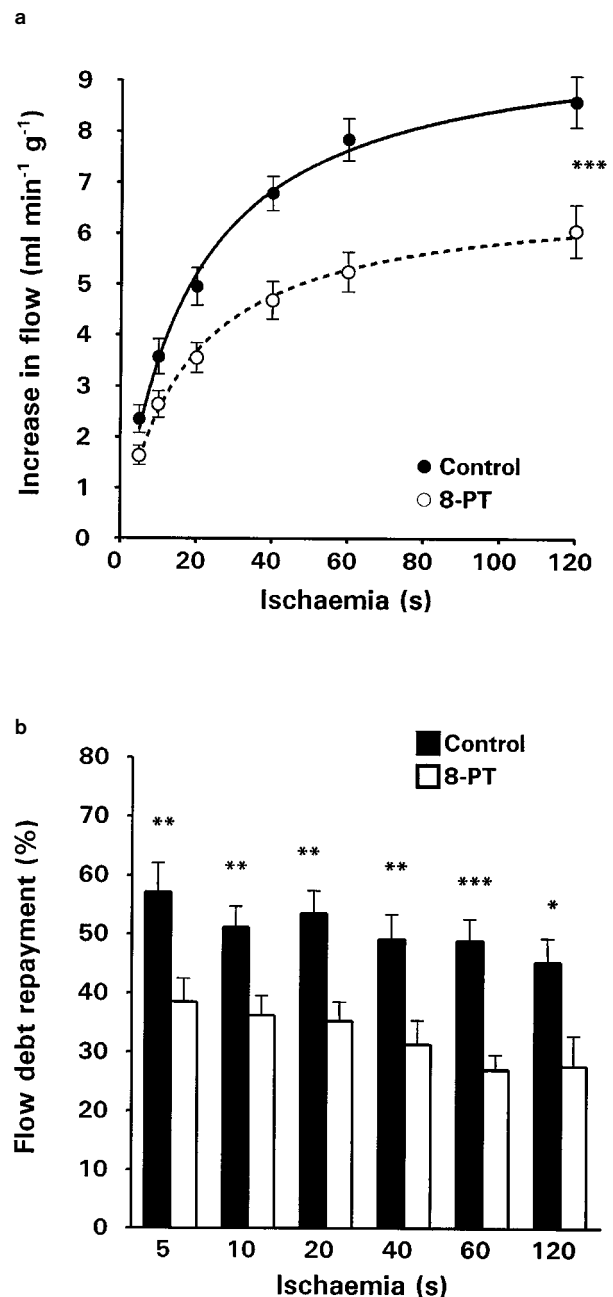 a
Increase in flow (ml min⁻¹ g⁻¹)
9
8
7
6
5
4
3
2
1
0
***
Control
8-PT
0 20 40 60 80 100 120
Ischaemia (s)
b
Flow debt repayment (%)
80
70
60
50
40
30
20
10
0
Control
8-PT
** ** ** ** *** *
5 10 20 40 60 120
Ischaemia (s)